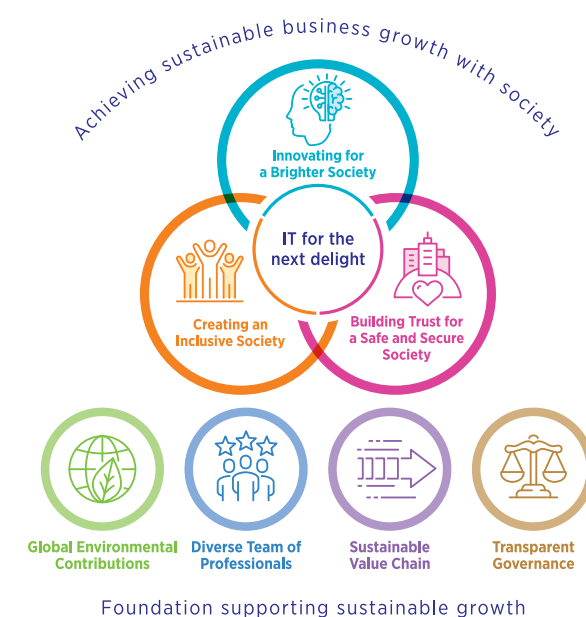 Achieving sustainable business growth with society
Innovating for
a Brighter Society
IT for the
next delight
Creating an
Inclusive Society
Building Trust for
a Safe and Secure
Society
Global Environmental
Contributions
Diverse Team of
Professionals
Sustainable
Value Chain
Transparent
Governance
Foundation supporting sustainable growth